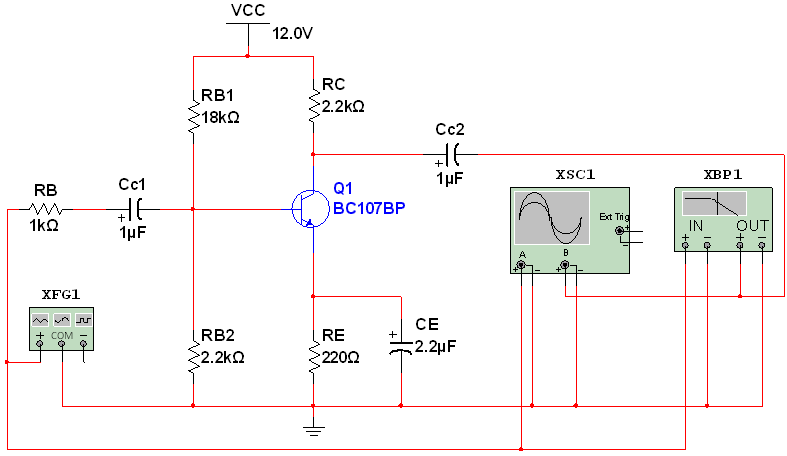 VCC
12.0V
RB1
18kΩ
RC
2.2kΩ
Cc2
+
1µF
XSC1
XBP1
RB
1kΩ
Cc1
+
1µF
Q1
BC107BP
Ext Trig
+
−
A
B
+ − + −
IN OUT
+ − + −
XFG1
+ COM −
RB2
2.2kΩ
RE
220Ω
CE
+
2.2µF